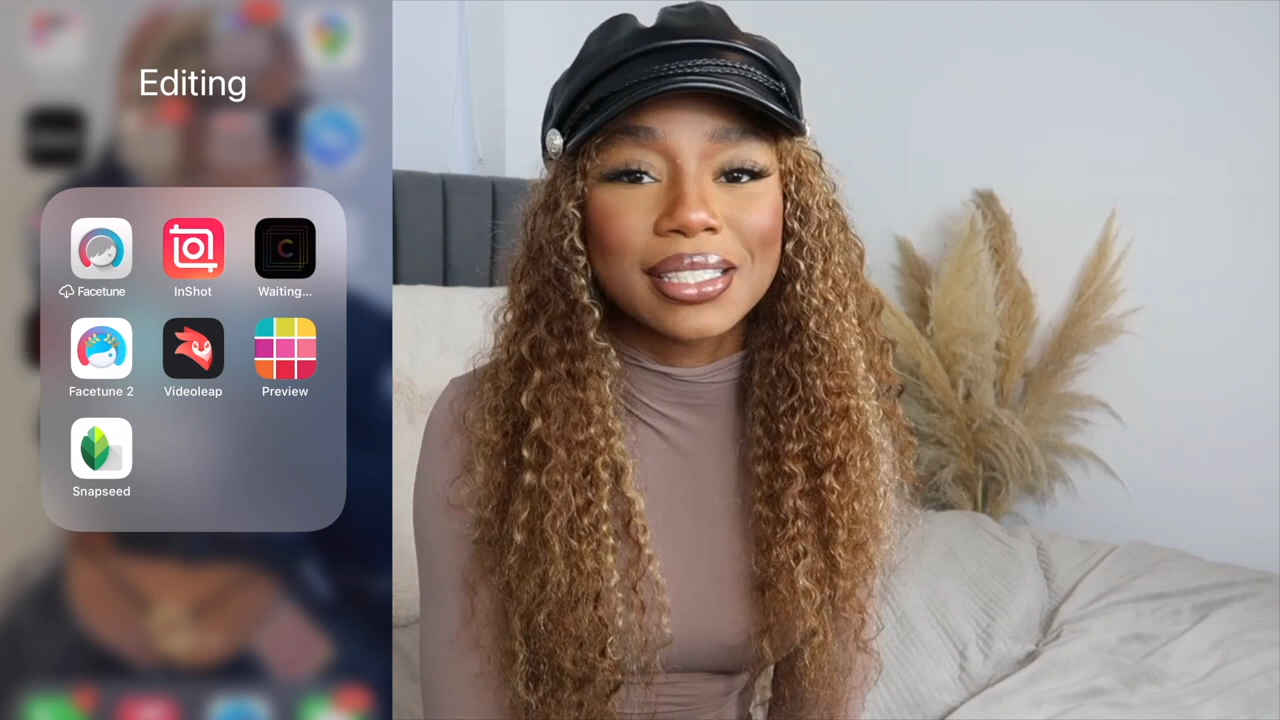 Editing
Facetune
InShot
Waiting...
Facetune 2
Videoleap
Preview
Snapseed